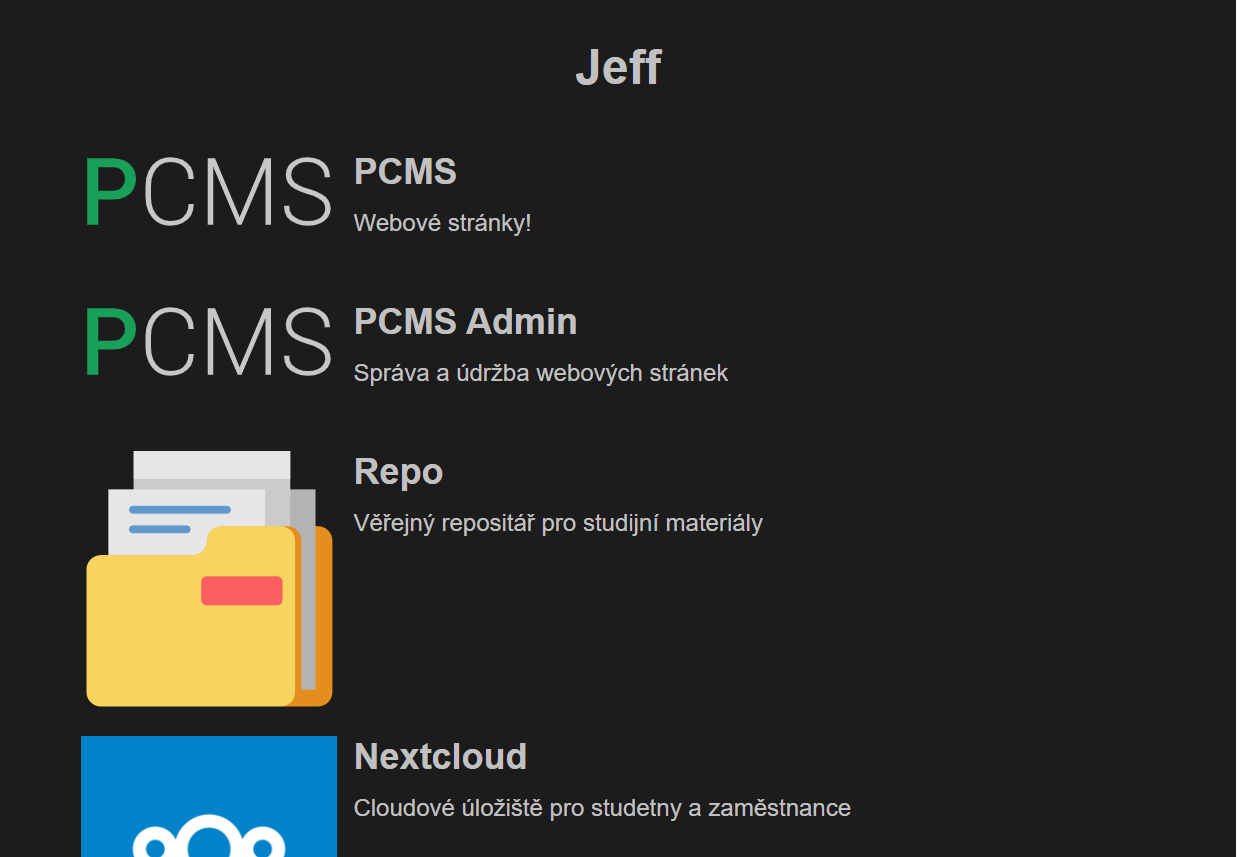 Jeff
PCMS
PCMS
Webové stránky!
PCMS
PCMS Admin
Správa a údržba webových stránek
Repo
Věřejný repositář pro studijní materiály
Nextcloud
Cloudové úložiště pro studetny a zaměstnance